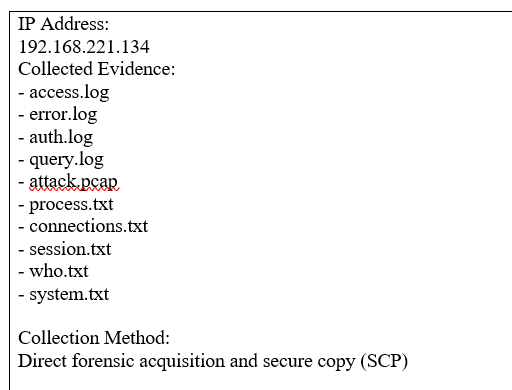 IP Address:
192.168.221.134
Collected Evidence:
- access.log
- error.log
- auth.log
- query.log
- attack.pcap
- process.txt
- connections.txt
- session.txt
- who.txt
- system.txt
Collection Method:
Direct forensic acquisition and secure copy (SCP)